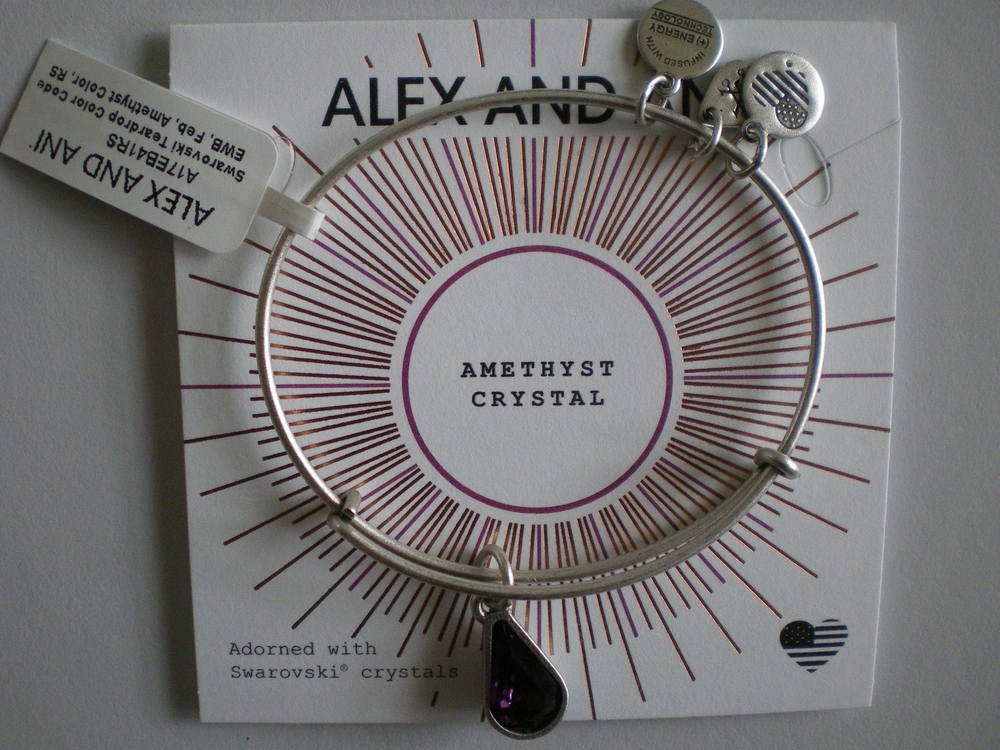 ALEX AND AN
AMETHYST
CRYSTAL
Adorned with
Swarovski® crystals
ALEX AND ANI
A17EB41RS
Swarovski Teardrop Color Code
EWB, Feb, Amethyst Color, RS
INFUSED WITH
(+) ENERGY
TECHNOLOGY